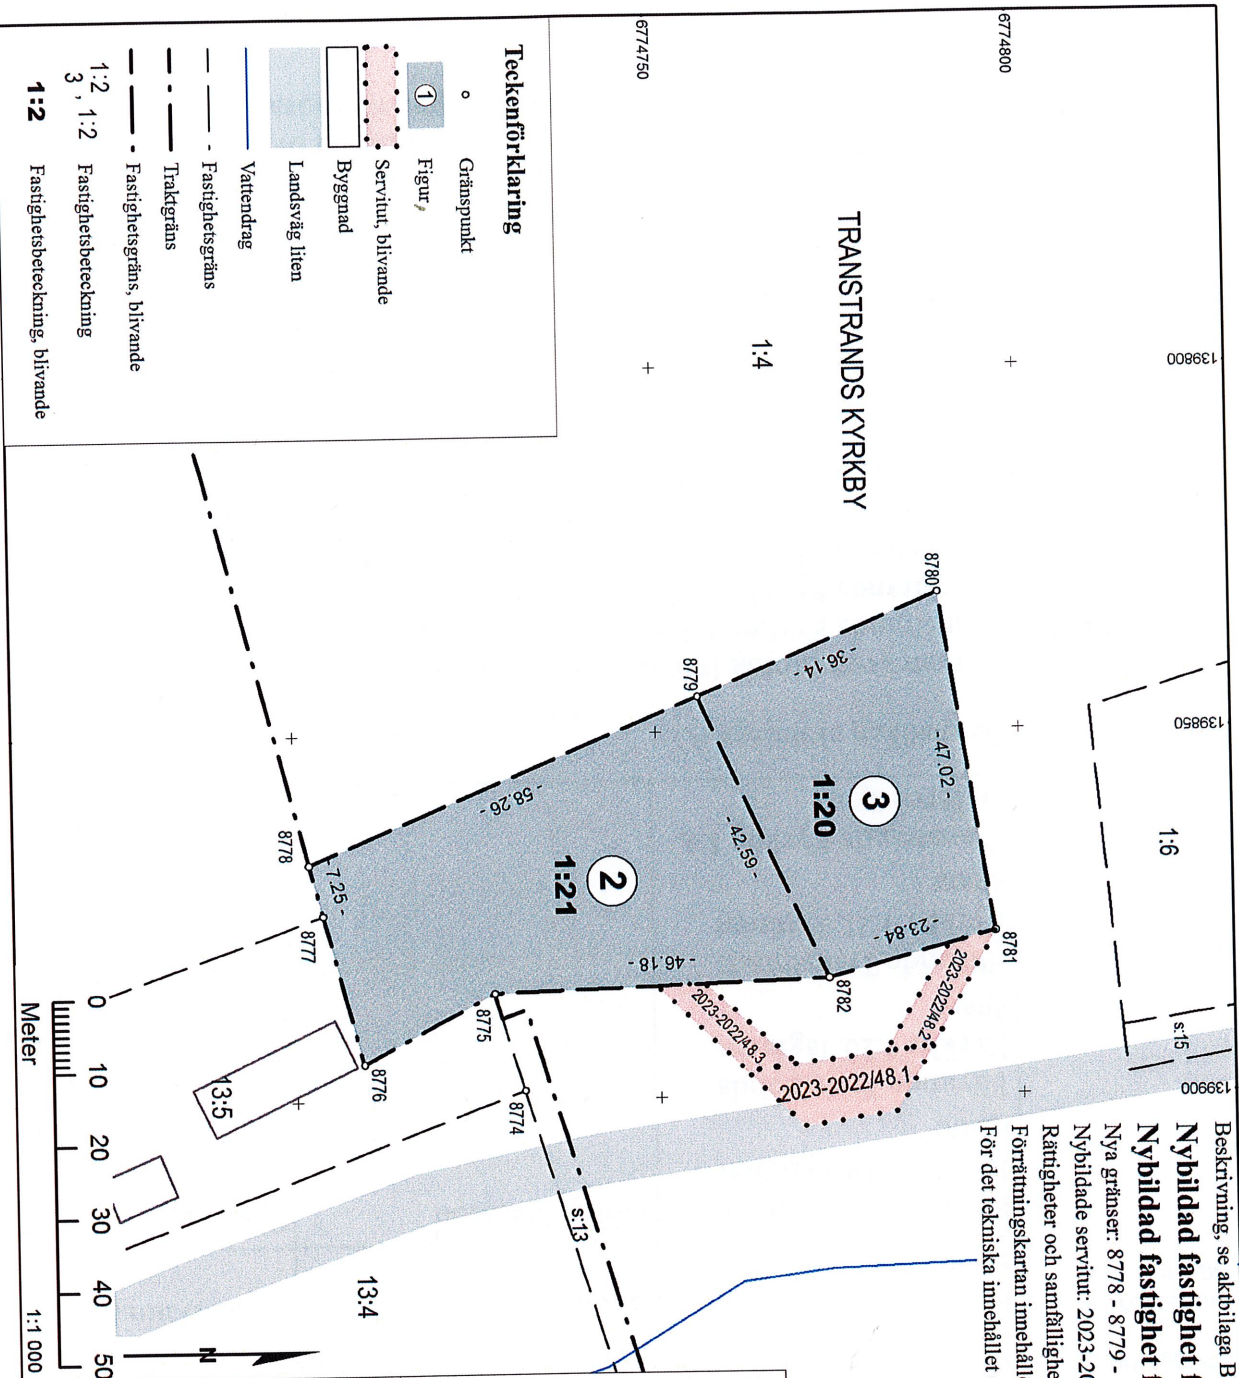 Teckenförklaring
Gränspunkt
1 Figur
Servitut, blivande
Byggnad
Landsväg liten
Vattendrag
Fastighetsgräns
Traktgräns
Fastighetsgräns, blivande
1:2
3 , 1:2 Fastighetsbeteckning
1:2 Fastighetsbeteckning, blivande
6774750
6774800
139800
139850
139900
TRANSTRANDS KYRKBY
1:4
1:6
s:15
8780
- 36.14 -
8779
- 47.02 -
3
1:20
- 42.59 -
- 23.84 -
8781
8782
- 58.26 -
2
1:21
- 46.18 -
8778
- 7.25 -
8777
8775
8776
8774
2023-2022/48.2
2023-2022/48.3
2023-2022/48.1
13:5
s:13
13:4
0 10 20 30 40 50
Meter
1:1 000
N
Beskrivning, se aktbilaga B
Nybildad fastighet
Nybildad fastighet
Nya gränser: 8778 - 8779 -
Nybildade servitut: 2023-20
Rättigheter och samfällighe
Förrättningskartan innehålle
För det tekniska innehållet